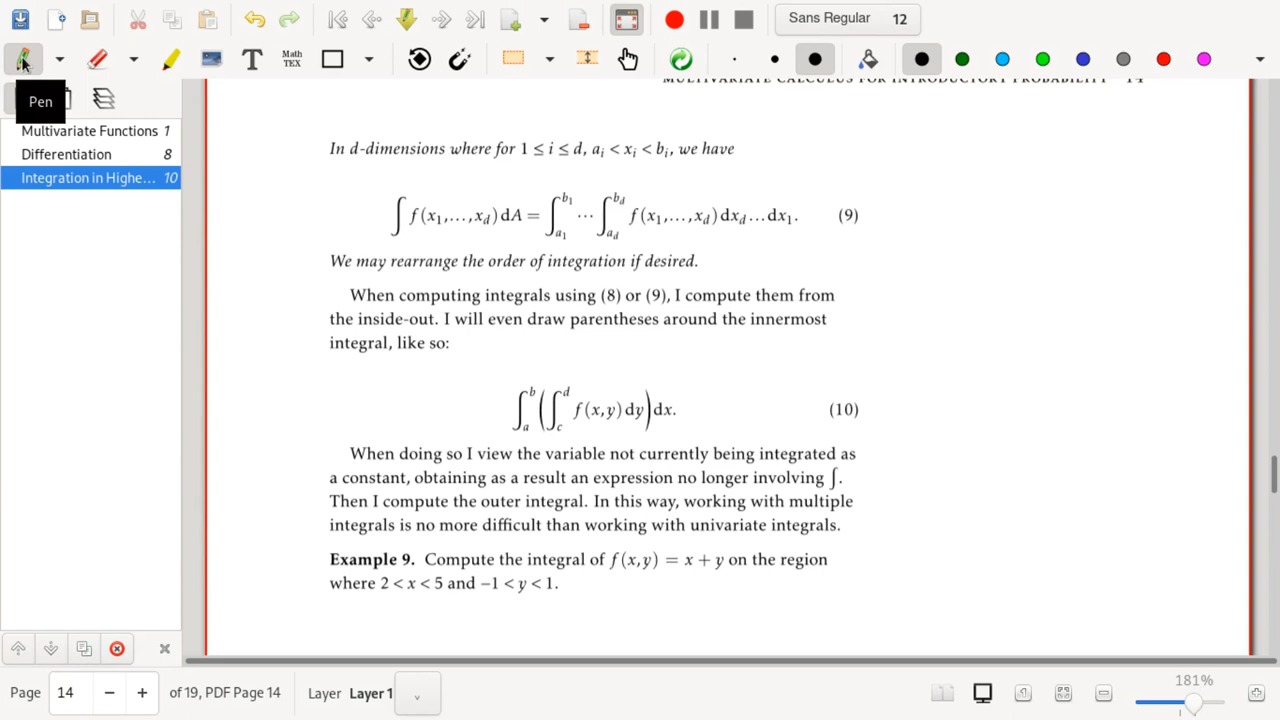 Sans Regular 12
Math
TEX
Pen
Multivariate Functions 1
Differentiation 8
Integration in Highe... 10
MULTIVARIATE CALCULUS FOR INTRODUCTORY PROBABILITY 14
In d-dimensions where for 1 ≤ i ≤ d, aᵢ < xᵢ < bᵢ, we have
∫ f(x₁,...,x_d) dA = ∫_{a₁}^{b₁} ··· ∫_{a_d}^{b_d} f(x₁,...,x_d) dx_d ... dx₁. (9)
We may rearrange the order of integration if desired.
When computing integrals using (8) or (9), I compute them from
the inside-out. I will even draw parentheses around the innermost
integral, like so:
∫_a^b (∫_c^d f(x,y) dy) dx. (10)
When doing so I view the variable not currently being integrated as
a constant, obtaining as a result an expression no longer involving ∫.
Then I compute the outer integral. In this way, working with multiple
integrals is no more difficult than working with univariate integrals.
Example 9. Compute the integral of f(x,y) = x + y on the region
where 2 < x < 5 and −1 < y < 1.
Page 14 of 19, PDF Page 14 Layer Layer 1 181%